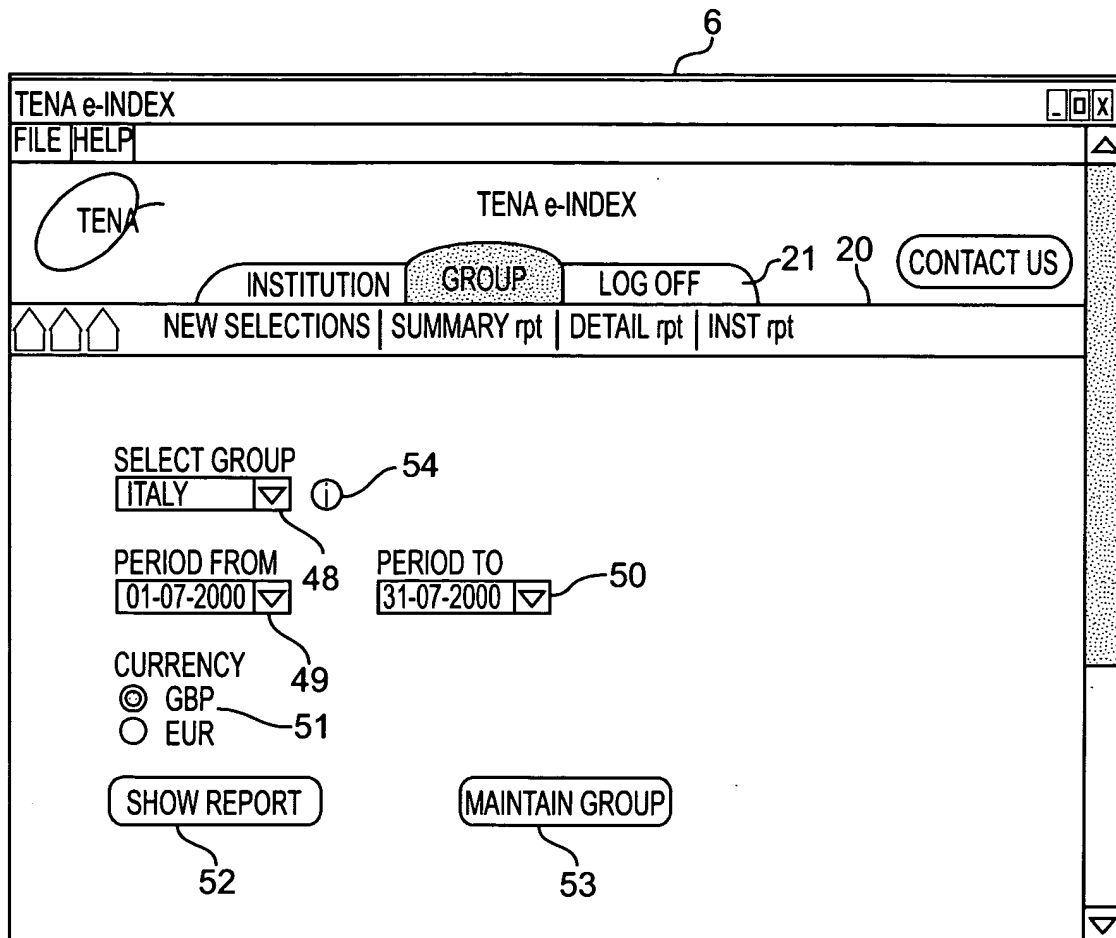 6
TENA e-INDEX
FILE HELP
TENA
TENA e-INDEX
INSTITUTION GROUP LOG OFF 21 20 CONTACT US
NEW SELECTIONS | SUMMARY rpt | DETAIL rpt | INST rpt
SELECT GROUP
ITALY i 54
48
PERIOD FROM PERIOD TO
01-07-2000 31-07-2000 50
49
CURRENCY
GBP
51
EUR
SHOW REPORT MAINTAIN GROUP
52 53